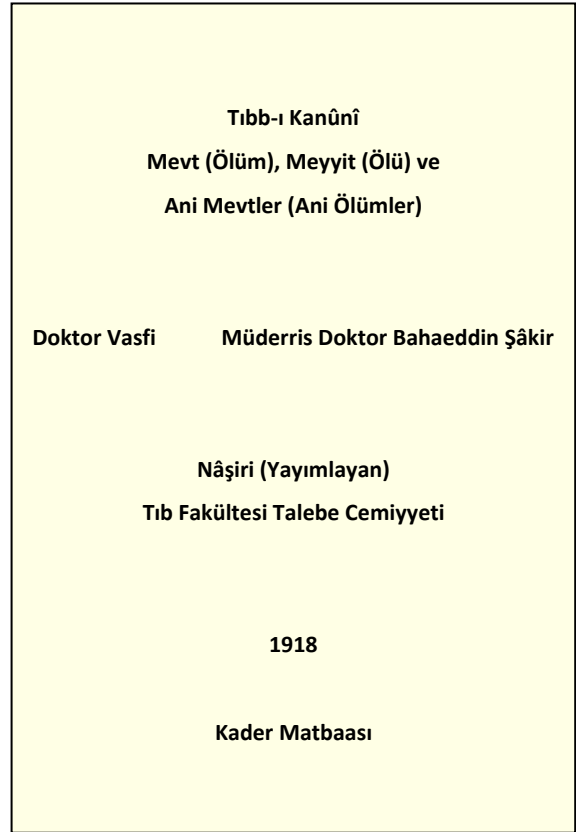 Tıbb-ı Kanûnî
Mevt (Ölüm), Meyyit (Ölü) ve
Ani Mevtler (Ani Ölümler)
Doktor Vasfi Müderris Doktor Bahaeddin Şâkir
Nâşiri (Yayımlayan)
Tıb Fakültesi Talebe Cemiyyeti
1918
Kader Matbaası